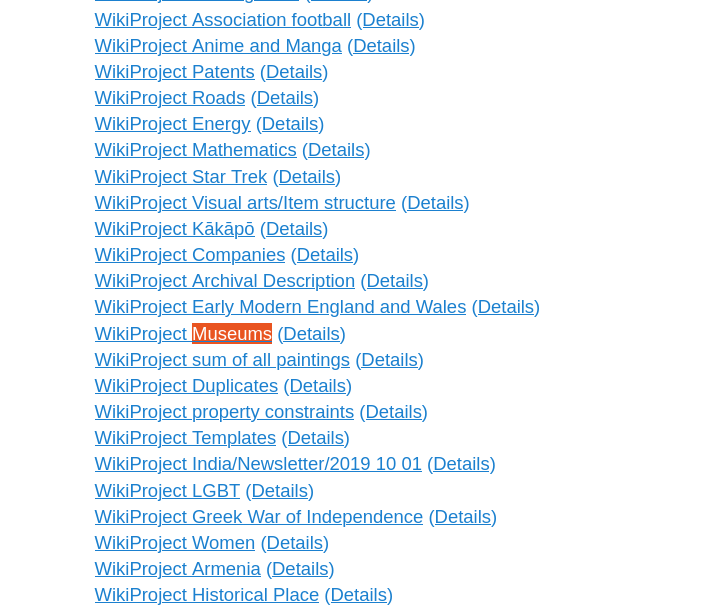 WikiProject Association football (Details)
WikiProject Anime and Manga (Details)
WikiProject Patents (Details)
WikiProject Roads (Details)
WikiProject Energy (Details)
WikiProject Mathematics (Details)
WikiProject Star Trek (Details)
WikiProject Visual arts/Item structure (Details)
WikiProject Kākāpō (Details)
WikiProject Companies (Details)
WikiProject Archival Description (Details)
WikiProject Early Modern England and Wales (Details)
WikiProject Museums (Details)
WikiProject sum of all paintings (Details)
WikiProject Duplicates (Details)
WikiProject property constraints (Details)
WikiProject Templates (Details)
WikiProject India/Newsletter/2019 10 01 (Details)
WikiProject LGBT (Details)
WikiProject Greek War of Independence (Details)
WikiProject Women (Details)
WikiProject Armenia (Details)
WikiProject Historical Place (Details)